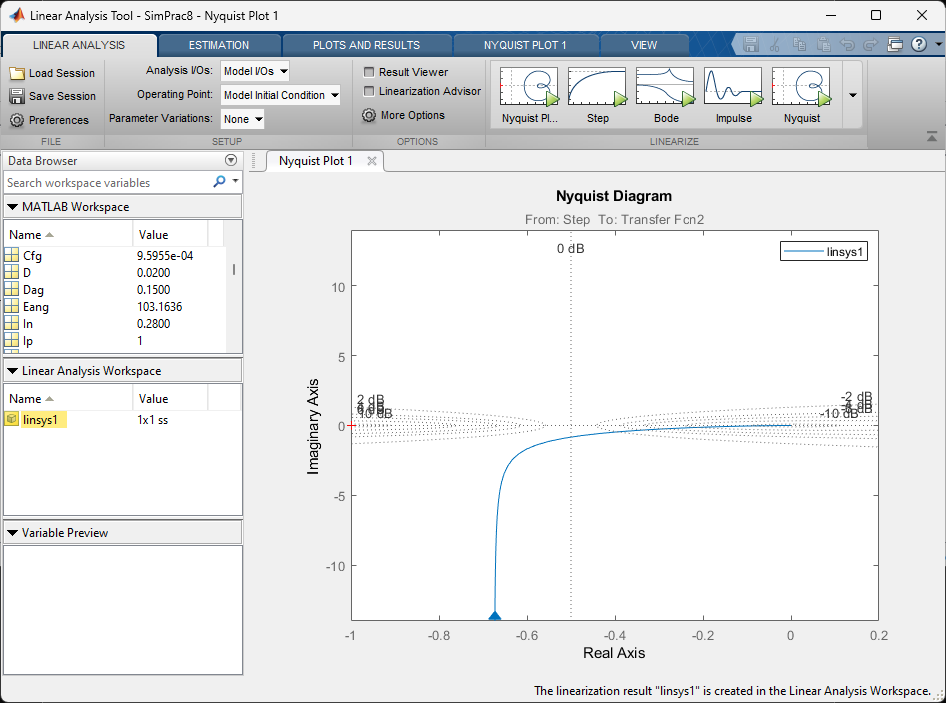 Linear Analysis Tool - SimPrac8 - Nyquist Plot 1
LINEAR ANALYSIS
ESTIMATION
PLOTS AND RESULTS
NYQUIST PLOT 1
VIEW
Load Session
Save Session
Preferences
FILE
Analysis I/Os: Model I/Os
Operating Point: Model Initial Condition
Parameter Variations: None
SETUP
Result Viewer
Linearization Advisor
More Options
OPTIONS
Nyquist Pl...
Step
Bode
Impulse
Nyquist
LINEARIZE
Data Browser
Search workspace variables
MATLAB Workspace
Name Value
Cfg 9.5955e-04
D 0.0200
Dag 0.1500
Eang 103.1636
In 0.2800
Ip 1
Linear Analysis Workspace
Name Value
linsys1 1x1 ss
Variable Preview
Nyquist Plot 1
Nyquist Diagram
From: Step To: Transfer Fcn2
0 dB
linsys1
10
5
0
-5
-10
2 dB
10 dB
-2 dB
-10 dB
Imaginary Axis
-1
-0.8
-0.6
-0.4
-0.2
0
0.2
Real Axis
The linearization result "linsys1" is created in the Linear Analysis Workspace.